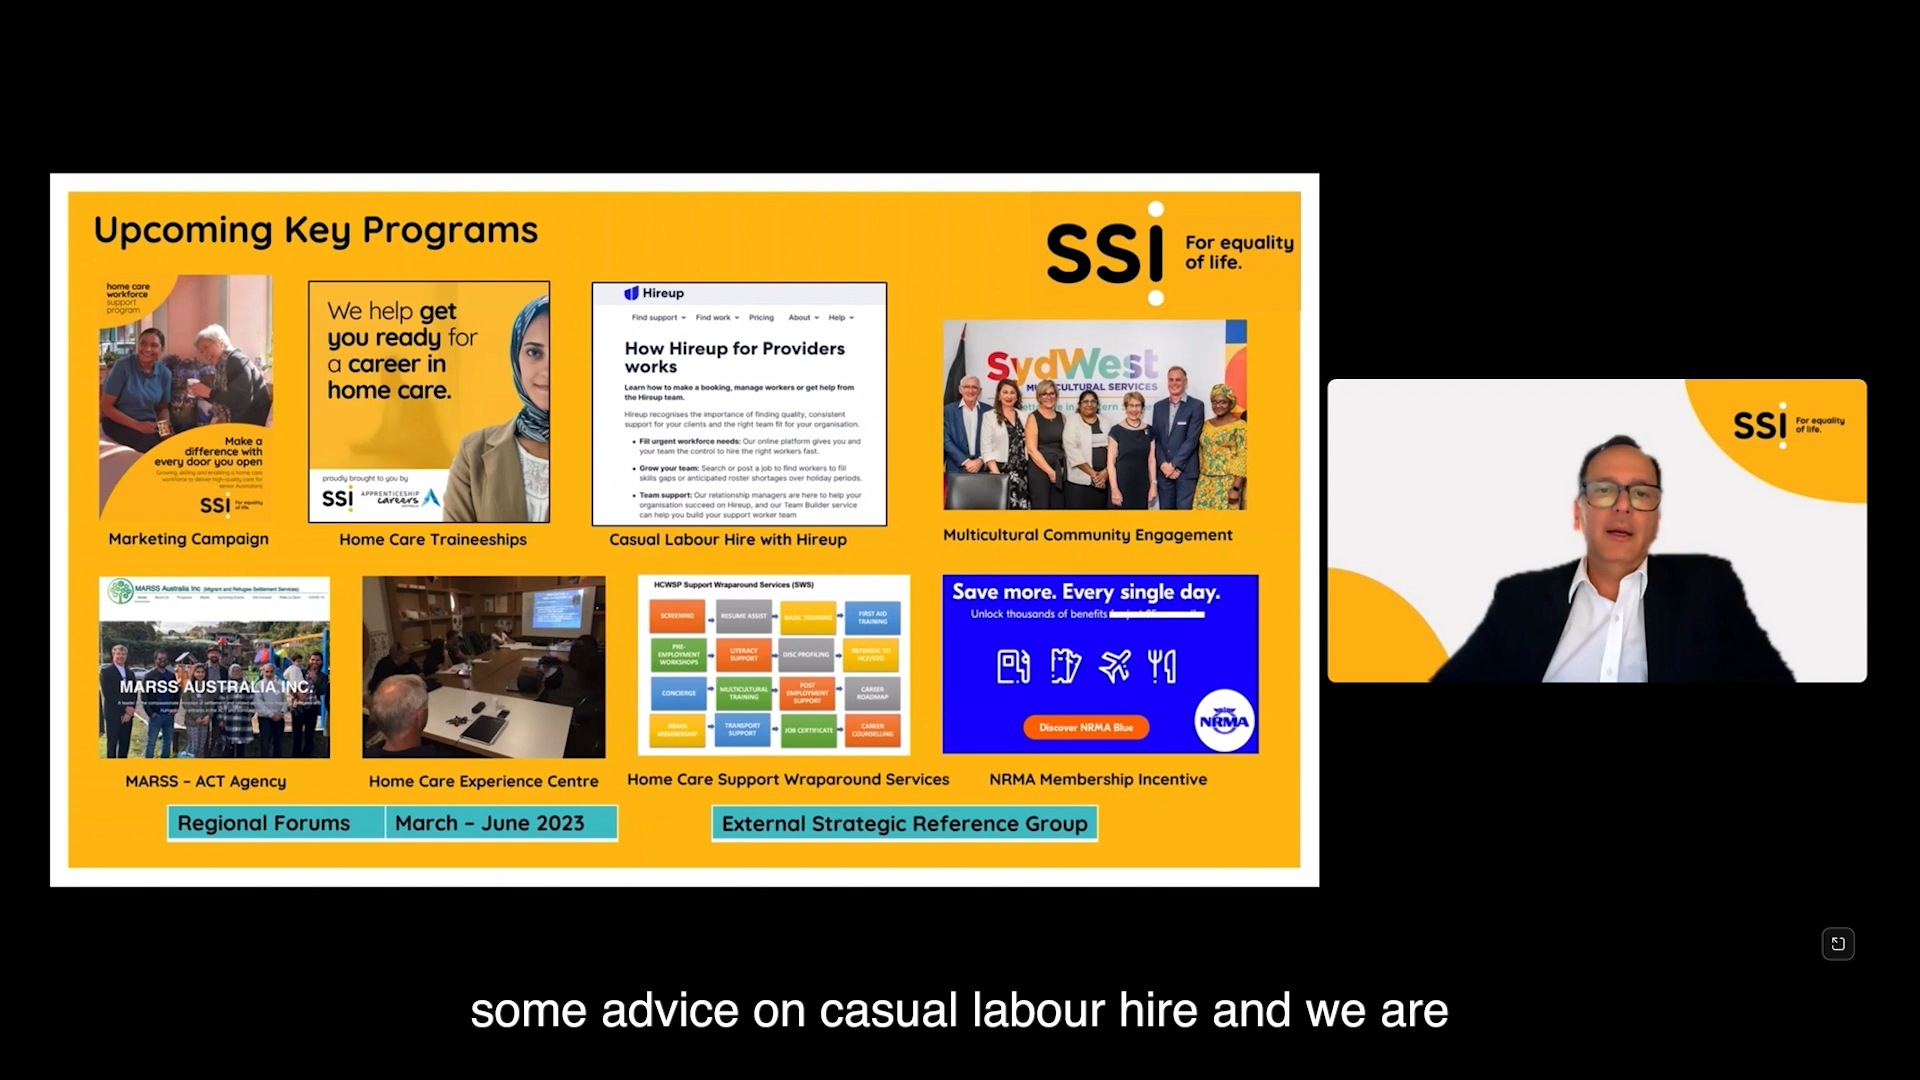 Upcoming Key Programs
SSI
For equality
of life.
home care
workforce
support
program
Make a
difference with
every door you open
Growing, skilling and enabling a home care
workforce to deliver high-quality care for
senior Australians
SSI
For equality
of life.
Marketing Campaign
We help get
you ready for
a career in
home care.
proudly brought to you by
SSI
APPRENTICESHIP
careers
AUSTRALIA
Home Care Traineeships
Hireup
Find support
Find work
Pricing
About
Help
How Hireup for Providers
works
Learn how to make a booking, manage workers or get help from
the Hireup team.
Hireup recognises the importance of finding quality, consistent
support for your clients and the right team fit for your organisation.
• Fill urgent workforce needs: Our online platform gives you and
your team the control to hire the right workers fast.
• Grow your team: Search or post a job to find workers to fill
skills gaps or anticipated roster shortages over holiday periods.
• Team support: Our relationship managers are here to help your
organisation succeed on Hireup, and our Team Builder service
can help you build your support worker team
Casual Labour Hire with Hireup
SydWest
MULTICULTURAL SERVICES
Multicultural Community Engagement
MARSS Australia Inc (Migrant and Refugee Settlement Services)
MARSS AUSTRALIA INC.
MARSS – ACT Agency
Home Care Experience Centre
HCWSP Support Wraparound Services (SWS)
SCREENING
RESUME ASSIST
BASIC TRAINING
FIRST AID
TRAINING
PRE-
EMPLOYMENT
WORKSHOPS
LITERACY
SUPPORT
DISC PROFILING
REFERRAL TO
HCP/RTO
CONCIERGE
MULTICULTURAL
TRAINING
POST
EMPLOYMENT
SUPPORT
CAREER
ROADMAP
NRMA
MEMBERSHIP
TRANSPORT
SUPPORT
JOB CERTIFICATE
CAREER
COUNSELLING
Home Care Support Wraparound Services
Save more. Every single day.
Unlock thousands of benefits
Discover NRMA Blue
NRMA
NRMA Membership Incentive
Regional Forums
March – June 2023
External Strategic Reference Group
SSI
For equality
of life.
some advice on casual labour hire and we are